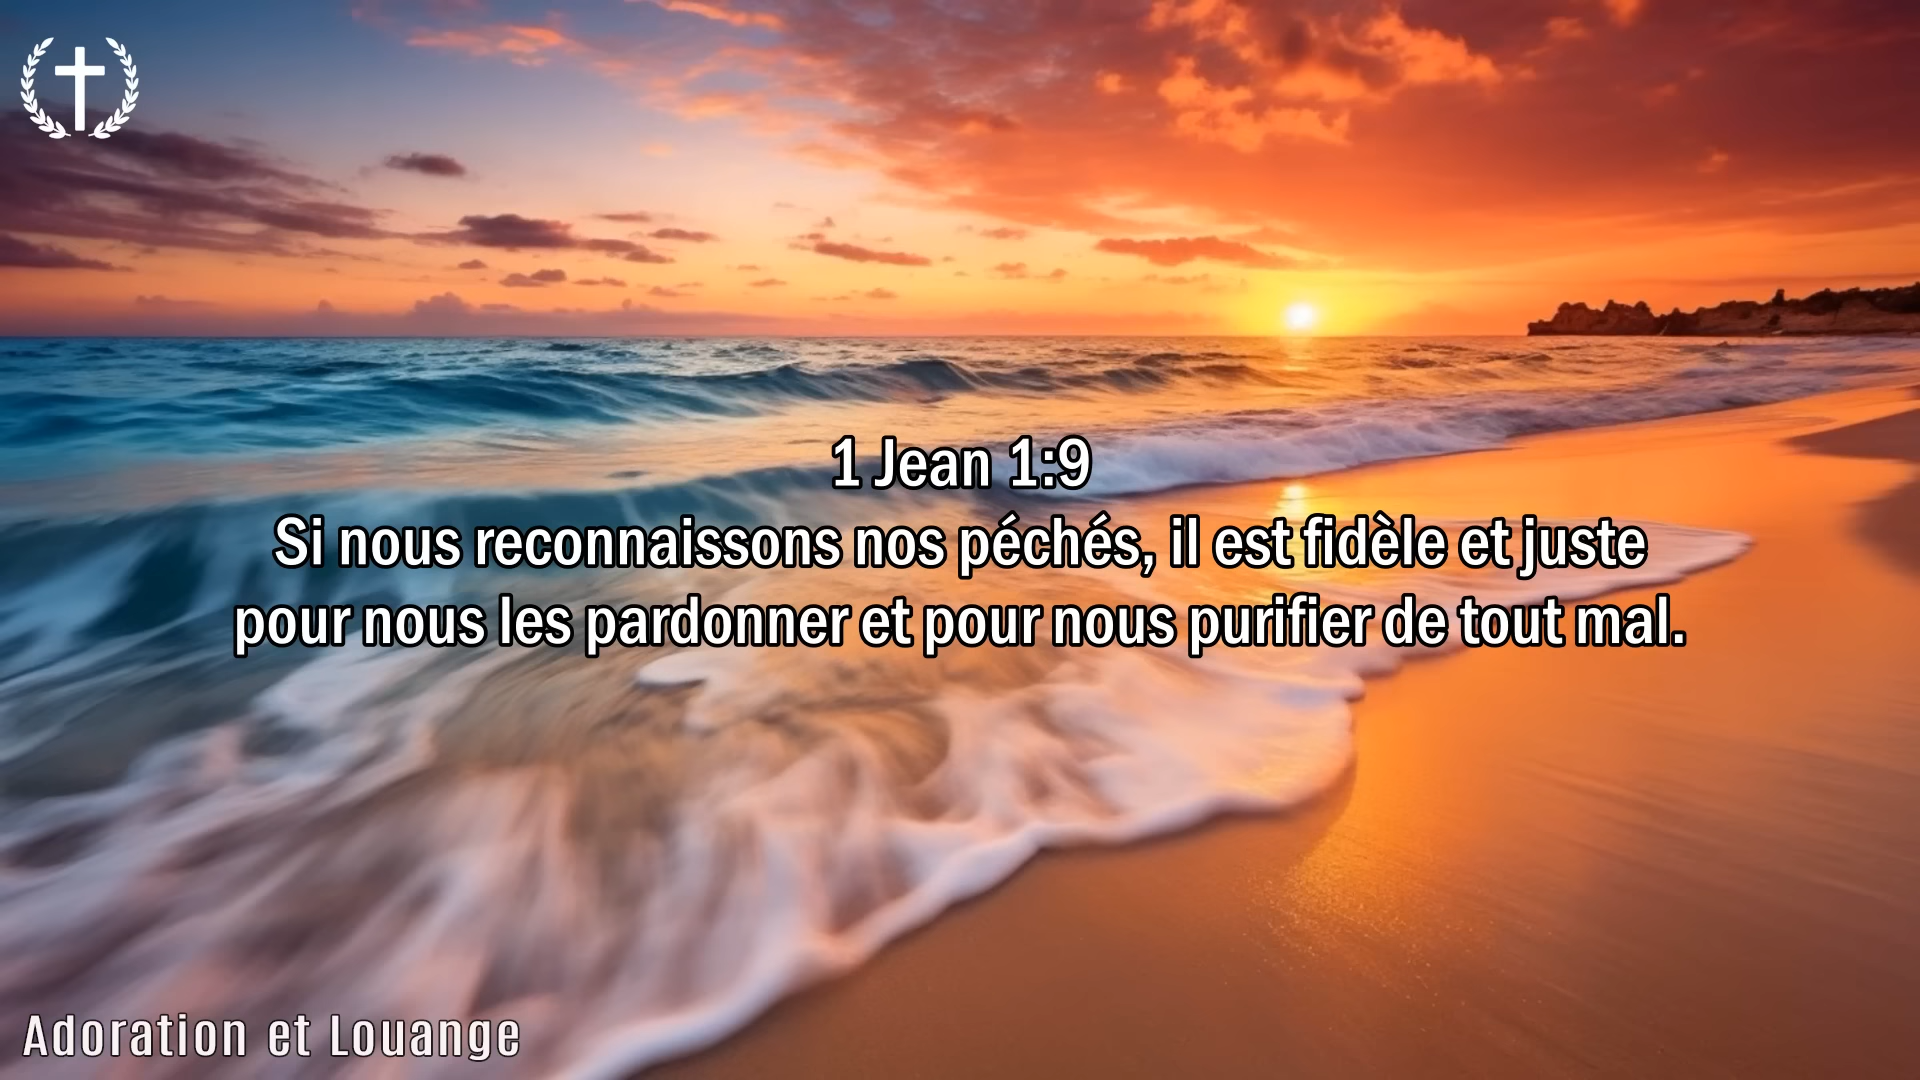 1 Jean 1:9
Si nous reconnaissons nos péchés, il est fidèle et juste
pour nous les pardonner et pour nous purifier de tout mal.
Adoration et Louange